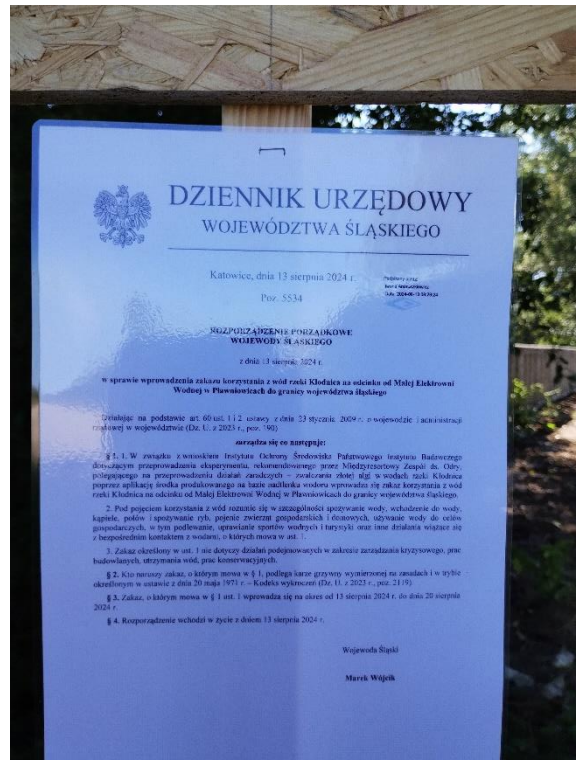 DZIENNIK URZĘDOWY
WOJEWÓDZTWA ŚLĄSKIEGO
Katowice, dnia 13 sierpnia 2024 r.
Poz. 5534
ROZPORZĄDZENIE PORZĄDKOWE
WOJEWODY ŚLĄSKIEGO
z dnia 13 sierpnia 2024 r.
w sprawie wprowadzenia zakazu korzystania z wód rzeki Kłodnica na odcinku od Małej Elektrowni
Wodnej w Pławniowicach do granicy województwa śląskiego
Działając na podstawie art. 60 ust. 1 i 2 ustawy z dnia 23 stycznia 2009 r. o wojewodzie i administracji
rządowej w województwie (Dz. U. z 2023 r., poz. 190)
zarządza się co następuje:
§ 1. 1. W związku z wnioskiem Instytutu Ochrony Środowiska Państwowego Instytutu Badawczego
dotyczącym przeprowadzenia eksperymentu, rekomendowanego przez Międzyresortowy Zespół ds. Odry,
polegającego na przeprowadzeniu działań zaradczych – zwalczania złotej algi w wodach rzeki Kłodnica
poprzez aplikację środka produkowanego na bazie nadtlenku wodoru wprowadza się zakaz korzystania z wód
rzeki Kłodnica na odcinku od Małej Elektrowni Wodnej w Pławniowicach do granicy województwa śląskiego.
2. Pod pojęciem korzystania z wód rozumie się w szczególności spożywanie wody, wchodzenie do wody,
kąpiele, połów i spożywanie ryb, pojenie zwierząt gospodarskich i domowych, używanie wody do celów
gospodarczych, w tym podlewanie, uprawianie sportów wodnych i turystyki oraz inne działania wiążące się
z bezpośrednim kontaktem z wodami, o których mowa w ust. 1.
3. Zakaz określony w ust. 1 nie dotyczy działań podejmowanych w zakresie zarządzania kryzysowego, prac
budowlanych, utrzymania wód, prac konserwacyjnych.
§ 2. Kto narusza zakaz, o którym mowa w § 1, podlega karze grzywny wymierzonej na zasadach i w trybie
określonym w ustawie z dnia 20 maja 1971 r. – Kodeks wykroczeń (Dz. U. z 2023 r., poz. 2119).
§ 3. Zakaz, o którym mowa w § 1 ust. 1 wprowadza się na okres od 13 sierpnia 2024 r. do dnia 20 sierpnia
2024 r.
§ 4. Rozporządzenie wchodzi w życie z dniem 13 sierpnia 2024 r.
Wojewoda Śląski
Marek Wójcik